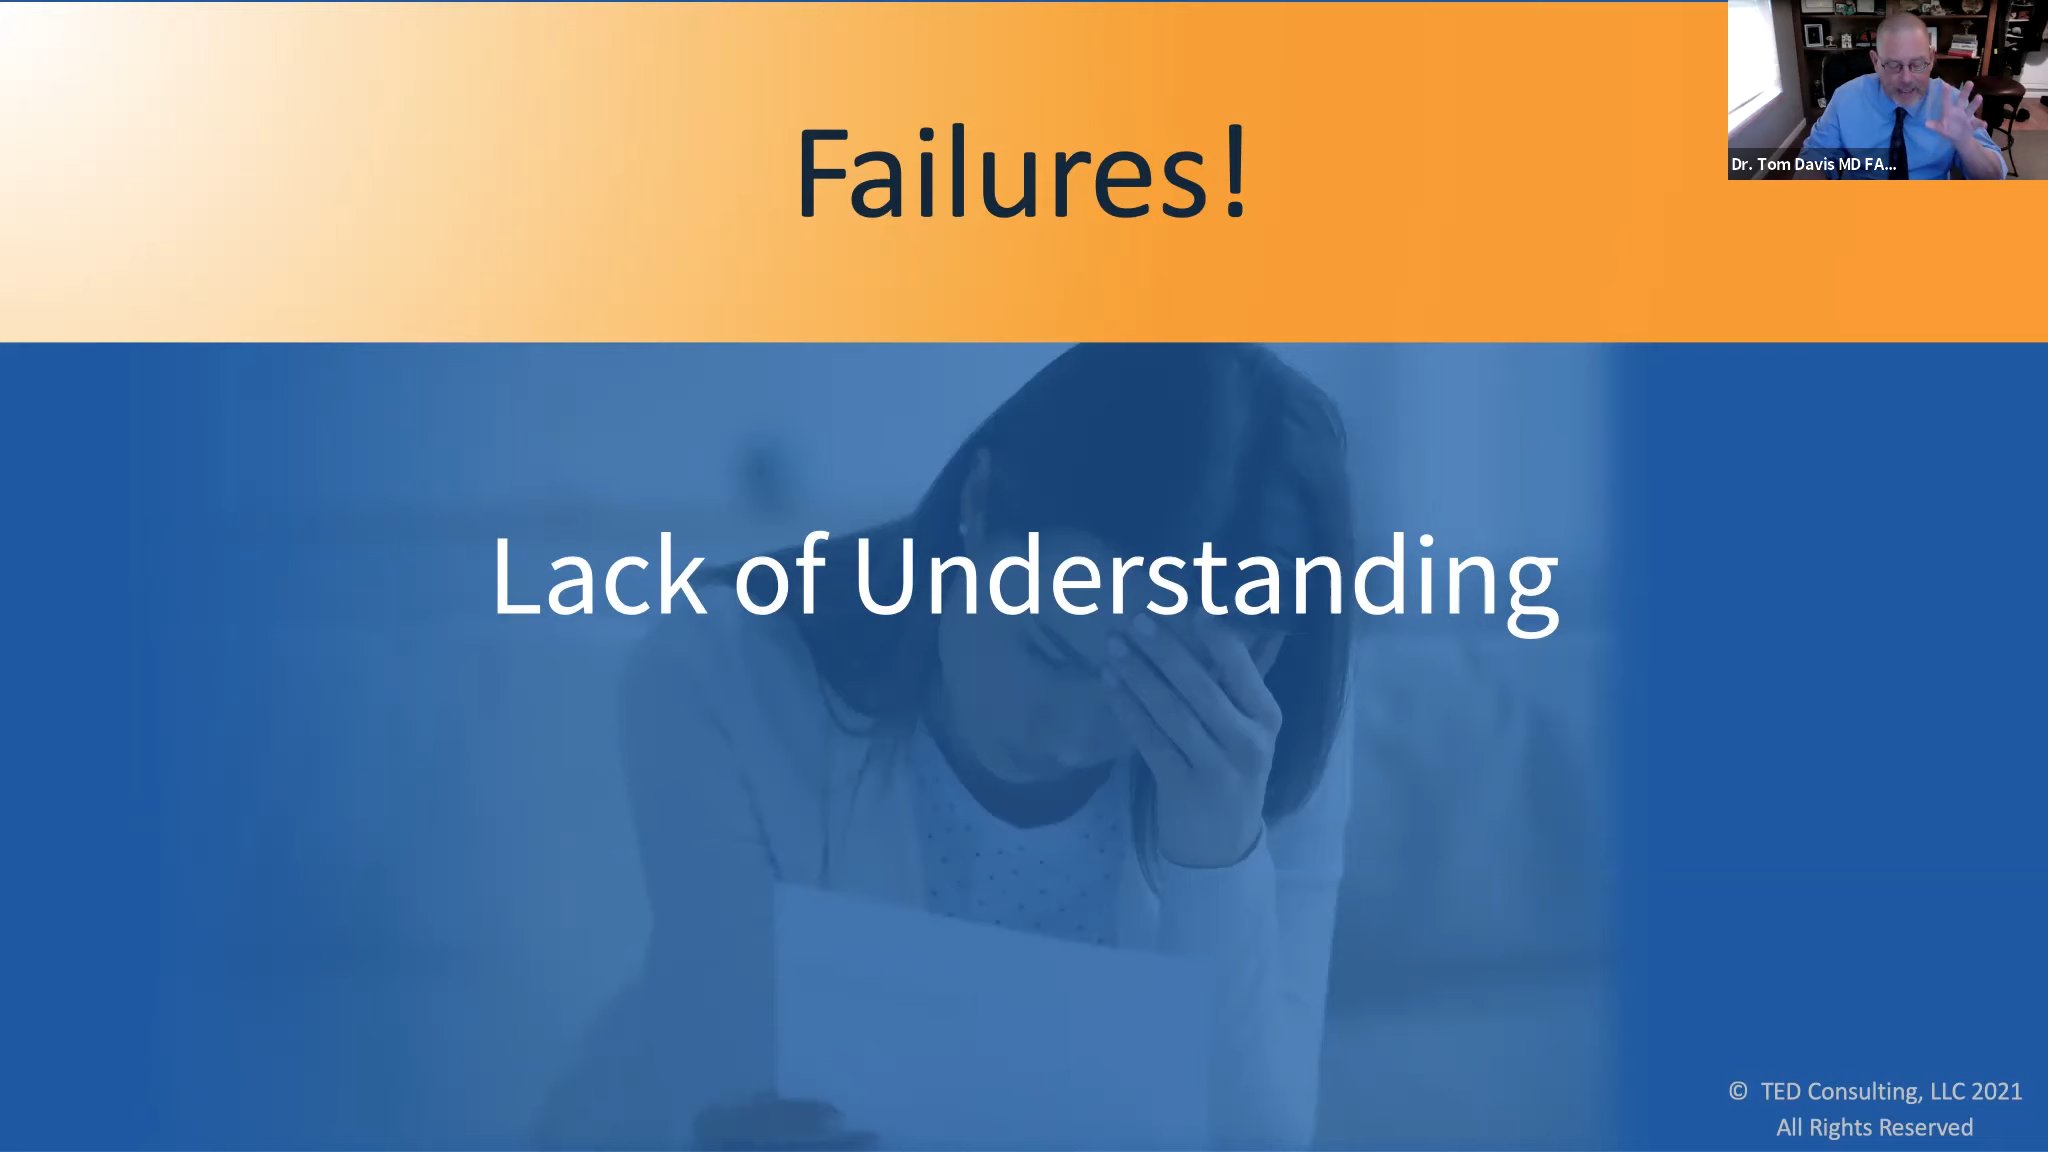 Failures!
Dr. Tom Davis MD FA...
Lack of Understanding
© TED Consulting, LLC 2021
All Rights Reserved